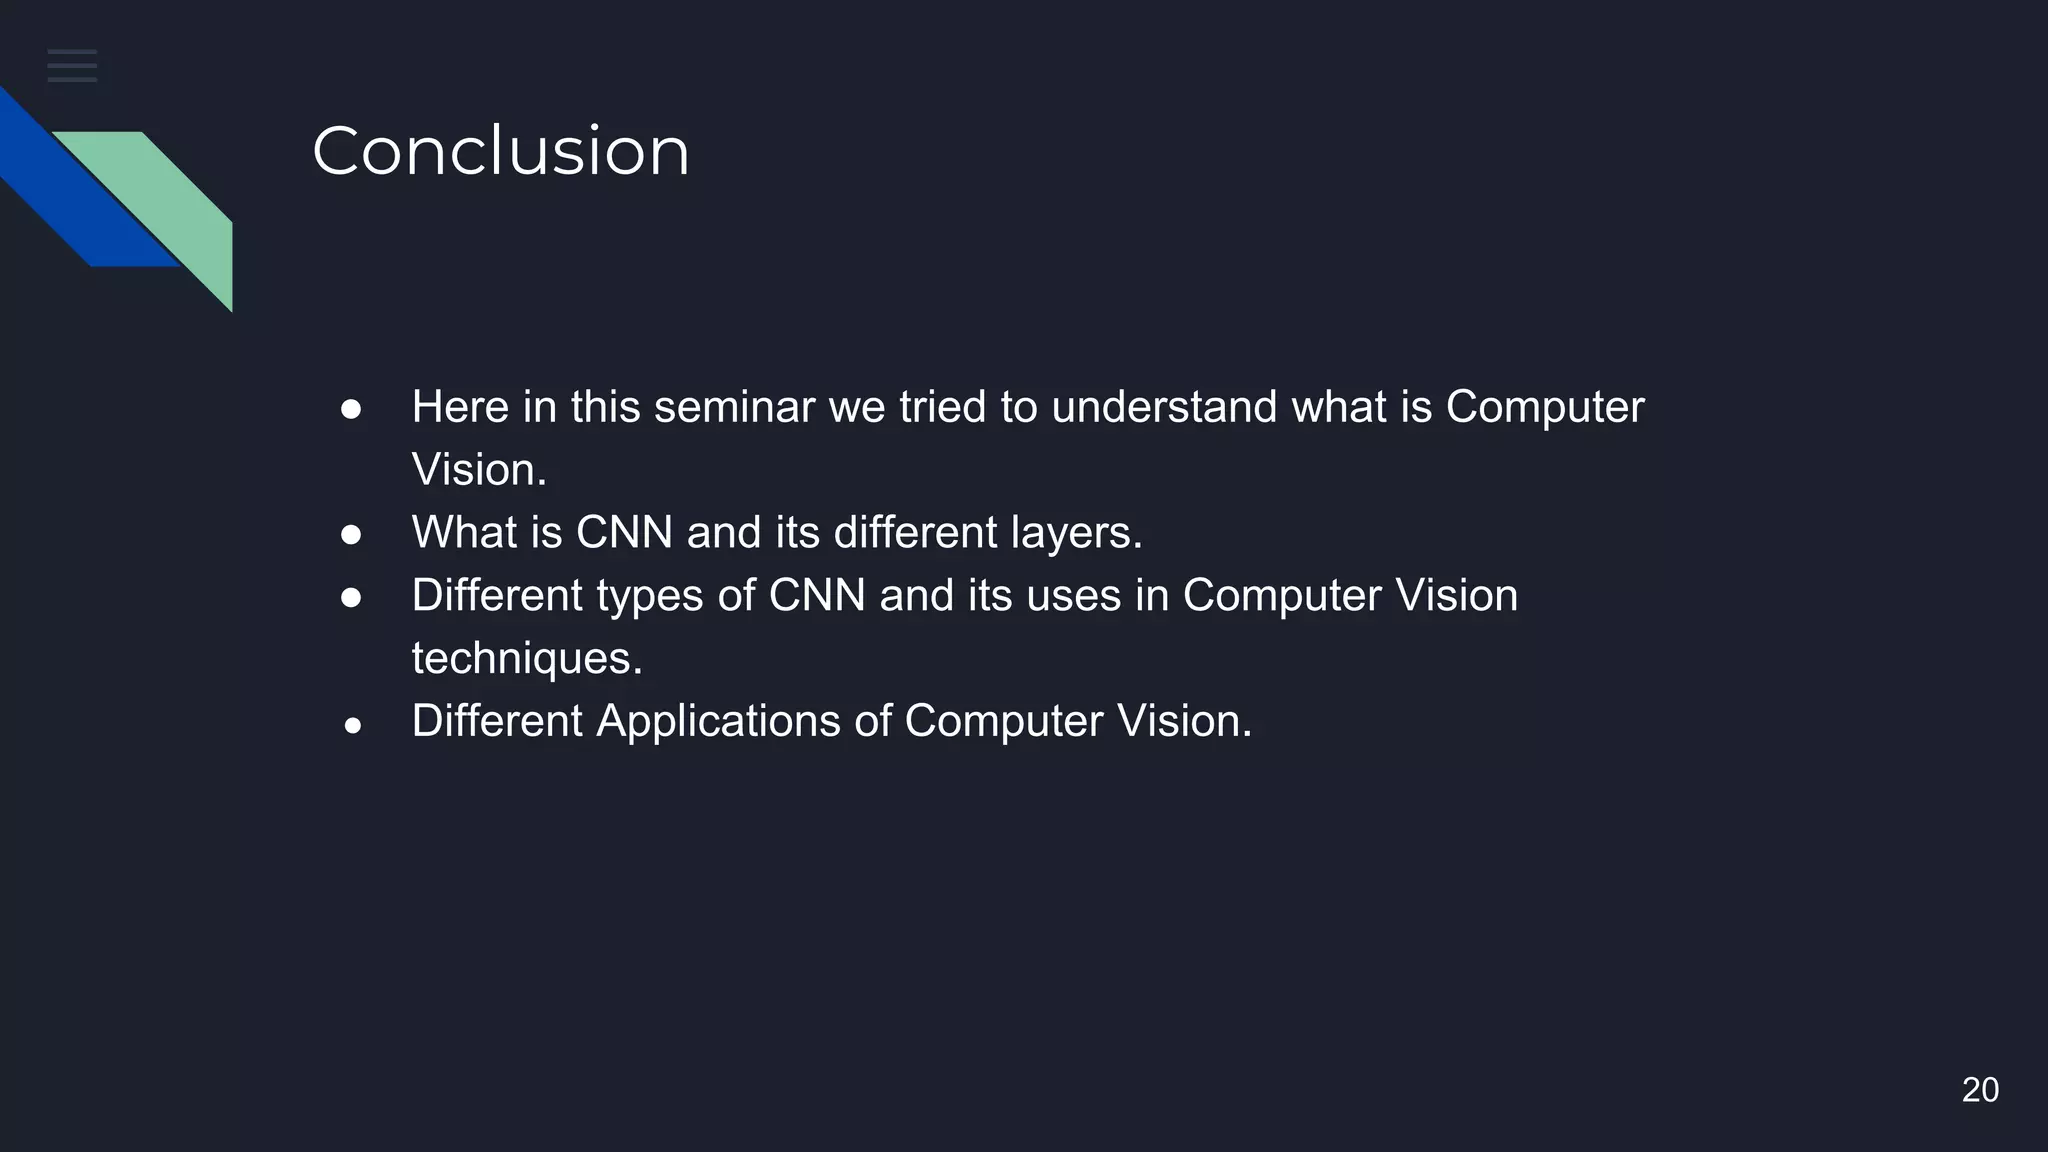 Conclusion
● Here in this seminar we tried to understand what is Computer
Vision.
● What is CNN and its different layers.
● Different types of CNN and its uses in Computer Vision
techniques.
● Different Applications of Computer Vision.
20